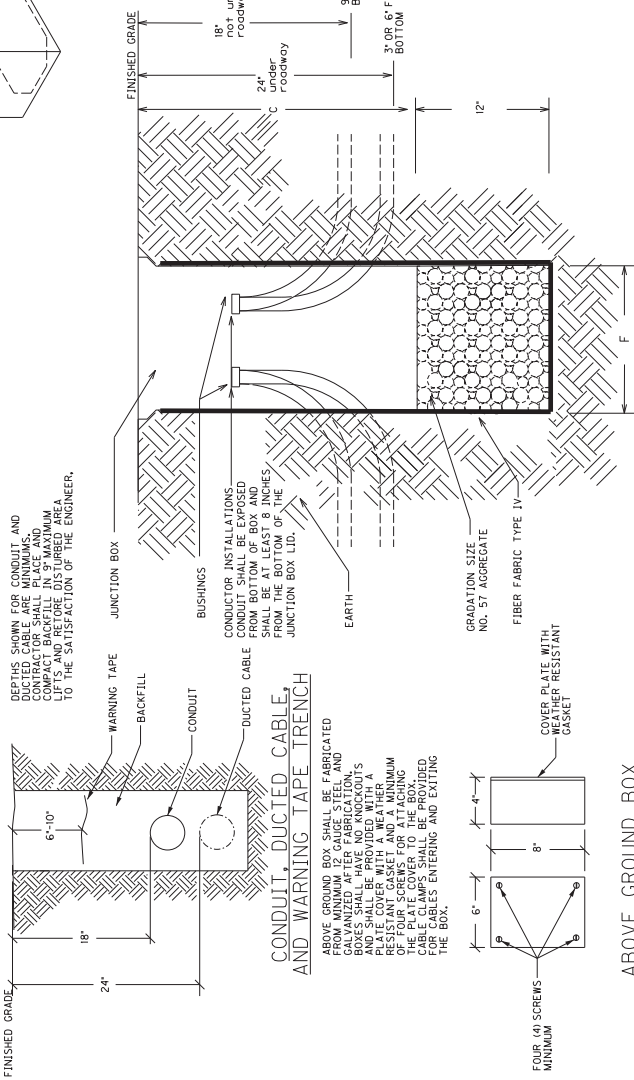 FINISHED GRADE
18"
24"
6"-10"
WARNING TAPE
BACKFILL
CONDUIT
DUCTED CABLE
DEPTHS SHOWN FOR CONDUIT AND
DUCTED CABLE ARE MINIMUMS.
CONTRACTOR SHALL PLACE AND
COMPACT BACKFILL IN 9" MAXIMUM
LIFTS AND RETORE DISTURBED AREA
TO THE SATISFACTION OF THE ENGINEER.
CONDUIT, DUCTED CABLE,
AND WARNING TAPE TRENCH
ABOVE GROUND BOX SHALL BE FABRICATED
FROM MINIMUM 12 GAUGE STEEL AND
GALVANIZED AFTER FABRICATION.
BOXES SHALL HAVE NO KNOCKOUTS
AND SHALL BE PROVIDED WITH A
PLATE COVER WITH A WEATHER
RESISTANT GASKET AND A MINIMUM
OF FOUR SCREWS FOR ATTACHING
THE PLATE COVER TO THE BOX.
CABLE CLAMPS SHALL BE PROVIDED
FOR CABLES ENTERING AND EXITING
THE BOX.
FOUR (4) SCREWS
MINIMUM
6"
8"
4"
COVER PLATE WITH
WEATHER RESISTANT
GASKET
ABOVE GROUND BOX
JUNCTION BOX
BUSHINGS
CONDUCTOR INSTALLATIONS
CONDUIT SHALL BE EXPOSED
FROM BOTTOM OF BOX AND
SHALL BE AT LEAST 8 INCHES
FROM THE BOTTOM OF THE
JUNCTION BOX LID.
EARTH
GRADATION SIZE
NO. 57 AGGREGATE
FIBER FABRIC TYPE IV
FINISHED GRADE
18"
not un
roadw
24"
under
roadway
C
12"
F
9
B
3" OR 6" F
BOTTOM